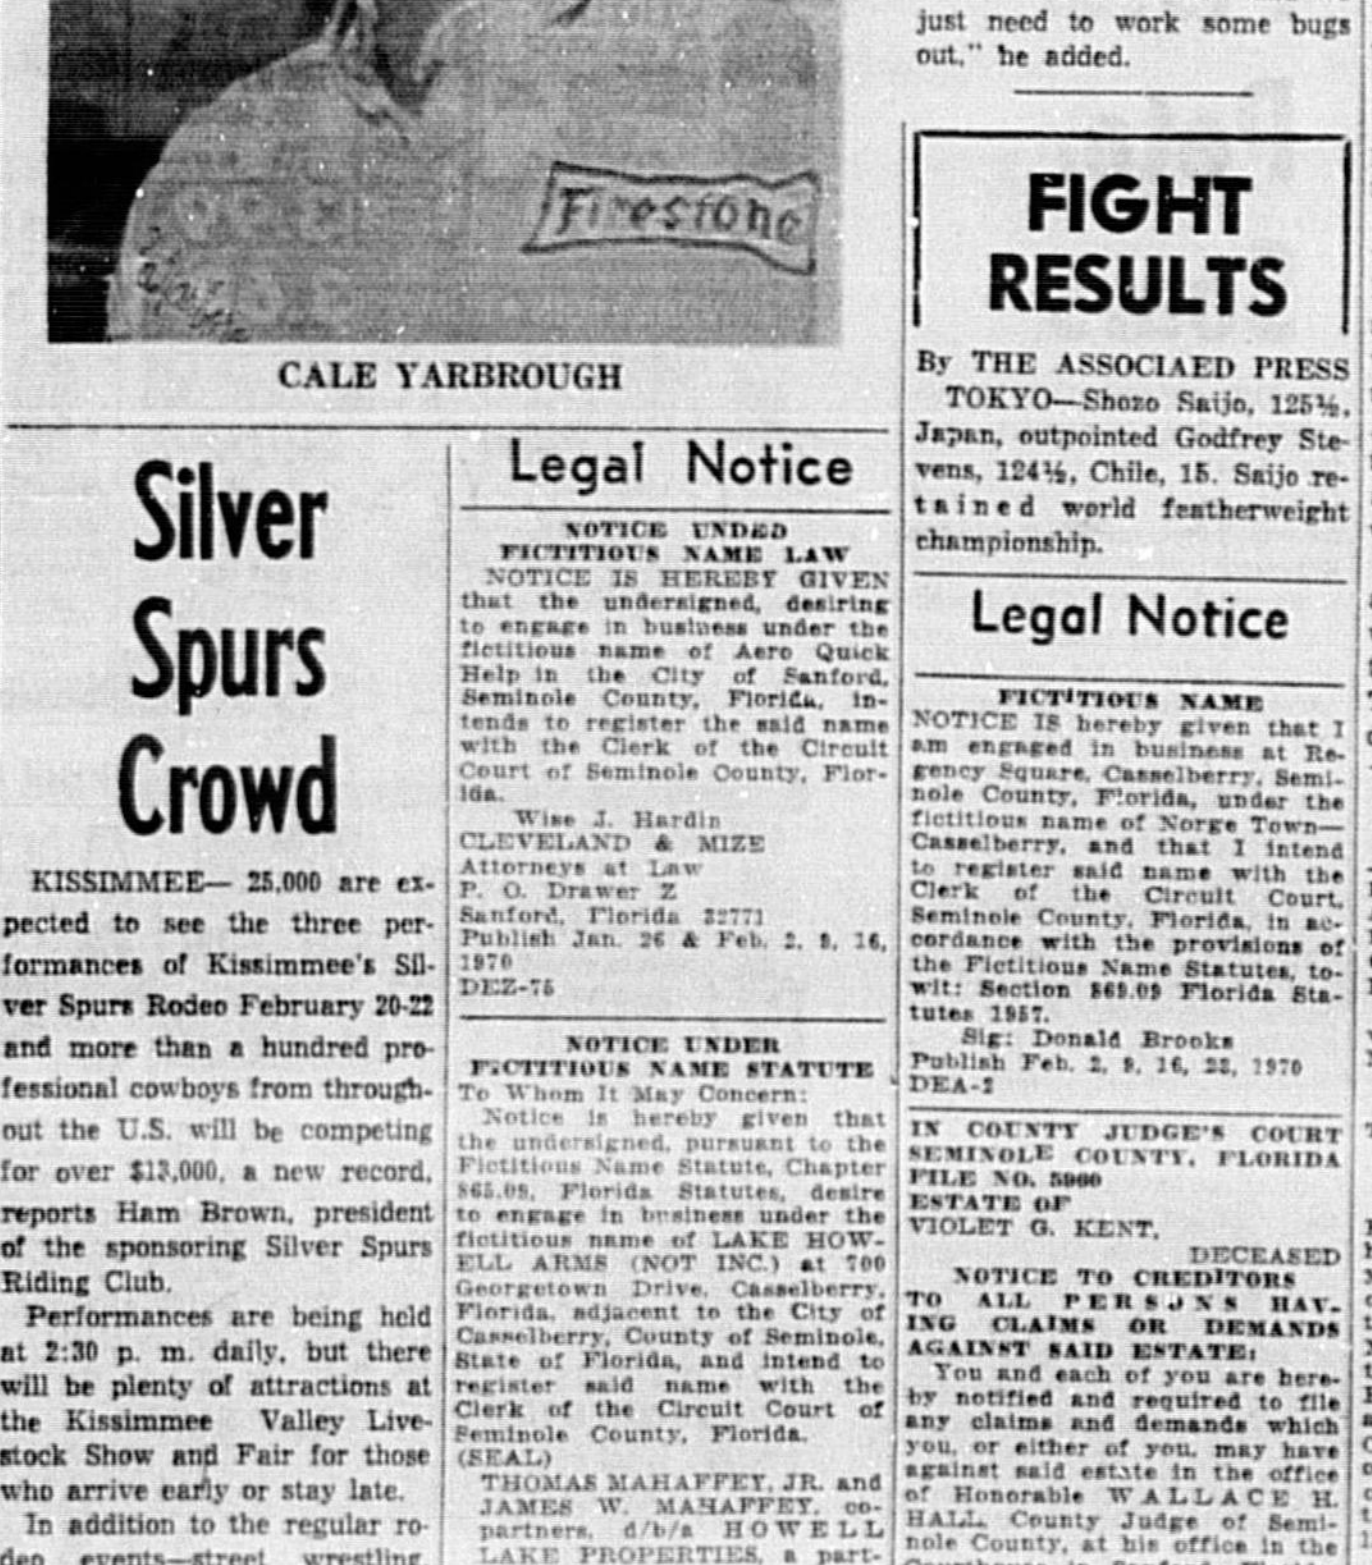 just need to work some bugs
out," he added.
Firestone
CALE YARBROUGH
Silver
Spurs
Crowd
KISSIMMEE— 25,000 are ex-
pected to see the three per-
formances of Kissimmee's Sil-
ver Spurs Rodeo February 20-22
and more than a hundred pro-
fessional cowboys from through-
out the U.S. will be competing
for over $13,000, a new record,
reports Ham Brown, president
of the sponsoring Silver Spurs
Riding Club.
Performances are being held
at 2:30 p. m. daily, but there
will be plenty of attractions at
the Kissimmee Valley Live-
stock Show and Fair for those
who arrive early or stay late.
In addition to the regular ro-
deo events—street wrestling,
Legal Notice
NOTICE UNDED
FICTITIOUS NAME LAW
NOTICE IS HEREBY GIVEN
that the undersigned, desiring
to engage in business under the
fictitious name of Aero Quick
Help in the City of Sanford,
Seminole County, Florida, in-
tends to register the said name
with the Clerk of the Circuit
Court of Seminole County, Flor-
ida.
Wise J. Hardin
CLEVELAND & MIZE
Attorneys at Law
P. O. Drawer Z
Sanford, Florida 32771
Publish Jan. 26 & Feb. 2, 9, 16,
1970
DEZ-75
NOTICE UNDER
FICTITIOUS NAME STATUTE
To Whom It May Concern:
Notice is hereby given that
the undersigned, pursuant to the
Fictitious Name Statute, Chapter
865.09, Florida Statutes, desire
to engage in business under the
fictitious name of LAKE HOW-
ELL ARMS (NOT INC.) at 700
Georgetown Drive, Casselberry,
Florida, adjacent to the City of
Casselberry, County of Seminole,
State of Florida, and intend to
register said name with the
Clerk of the Circuit Court of
Seminole County, Florida.
(SEAL)
THOMAS MAHAFFEY, JR. and
JAMES W. MAHAFFEY, co-
partners, d/b/a HOWELL
LAKE PROPERTIES, a part-
FIGHT
RESULTS
By THE ASSOCIAED PRESS
TOKYO—Shozo Saijo, 125½,
Japan, outpointed Godfrey Ste-
vens, 124½, Chile, 15. Saijo re-
tained world featherweight
championship.
Legal Notice
FICTITIOUS NAME
NOTICE IS hereby given that I
am engaged in business at Re-
gency Square, Casselberry, Semi-
nole County, Florida, under the
fictitious name of Norge Town—
Casselberry, and that I intend
to register said name with the
Clerk of the Circuit Court,
Seminole County, Florida, in ac-
cordance with the provisions of
the Fictitious Name Statutes, to-
wit: Section 865.09 Florida Sta-
tutes 1957.
Sig: Donald Brooks
Publish Feb. 2, 9, 16, 23, 1970
DEA-2
IN COUNTY JUDGE'S COURT
SEMINOLE COUNTY, FLORIDA
FILE NO. 5960
ESTATE OF
VIOLET G. KENT,
DECEASED
NOTICE TO CREDITORS
TO ALL PERSONS HAV-
ING CLAIMS OR DEMANDS
AGAINST SAID ESTATE:
You and each of you are here-
by notified and required to file
any claims and demands which
you, or either of you, may have
against said estate in the office
of Honorable WALLACE H.
HALL County Judge of Semi-
nole County, at his office in the